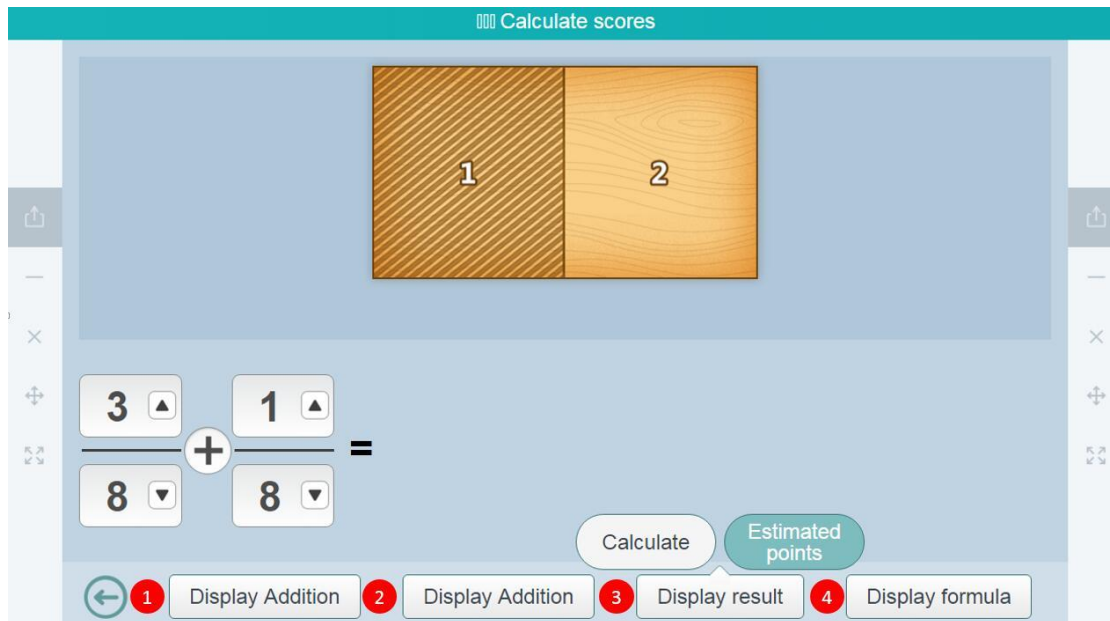 Calculate scores
1 2
3 1
+ =
8 8
Calculate
Estimated
points
1 Display Addition 2 Display Addition 3 Display result 4 Display formula